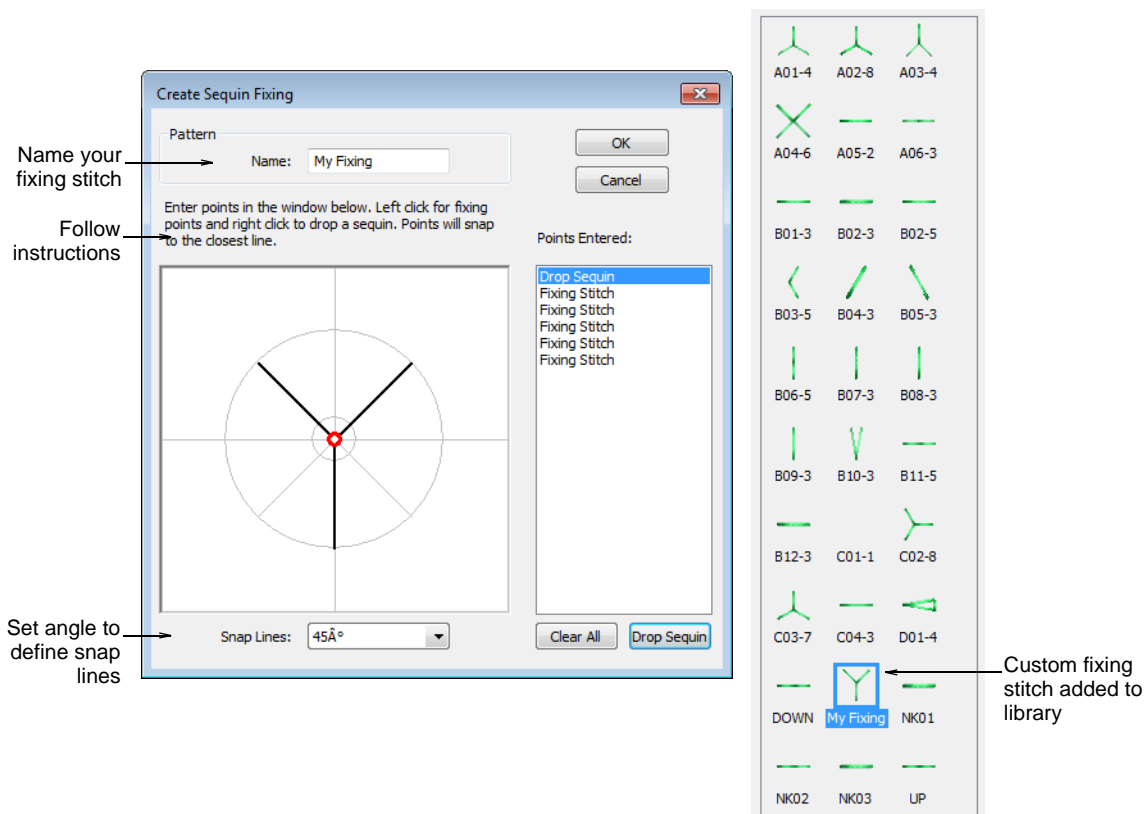 Create Sequin Fixing
Pattern
Name: My Fixing
OK
Cancel
Enter points in the window below. Left click for fixing
points and right click to drop a sequin. Points will snap
to the closest line.
Points Entered:
Drop Sequin
Fixing Stitch
Fixing Stitch
Fixing Stitch
Fixing Stitch
Fixing Stitch
Snap Lines: 45Â°
Clear All Drop Sequin
Name your
fixing stitch
Follow
instructions
Set angle to
define snap
lines
A01-4 A02-8 A03-4
A04-6 A05-2 A06-3
B01-3 B02-3 B02-5
B03-5 B04-3 B05-3
B06-5 B07-3 B08-3
B09-3 B10-3 B11-5
B12-3 C01-1 C02-8
C03-7 C04-3 D01-4
DOWN My Fixing NK01
NK02 NK03 UP
Custom fixing
stitch added to
library